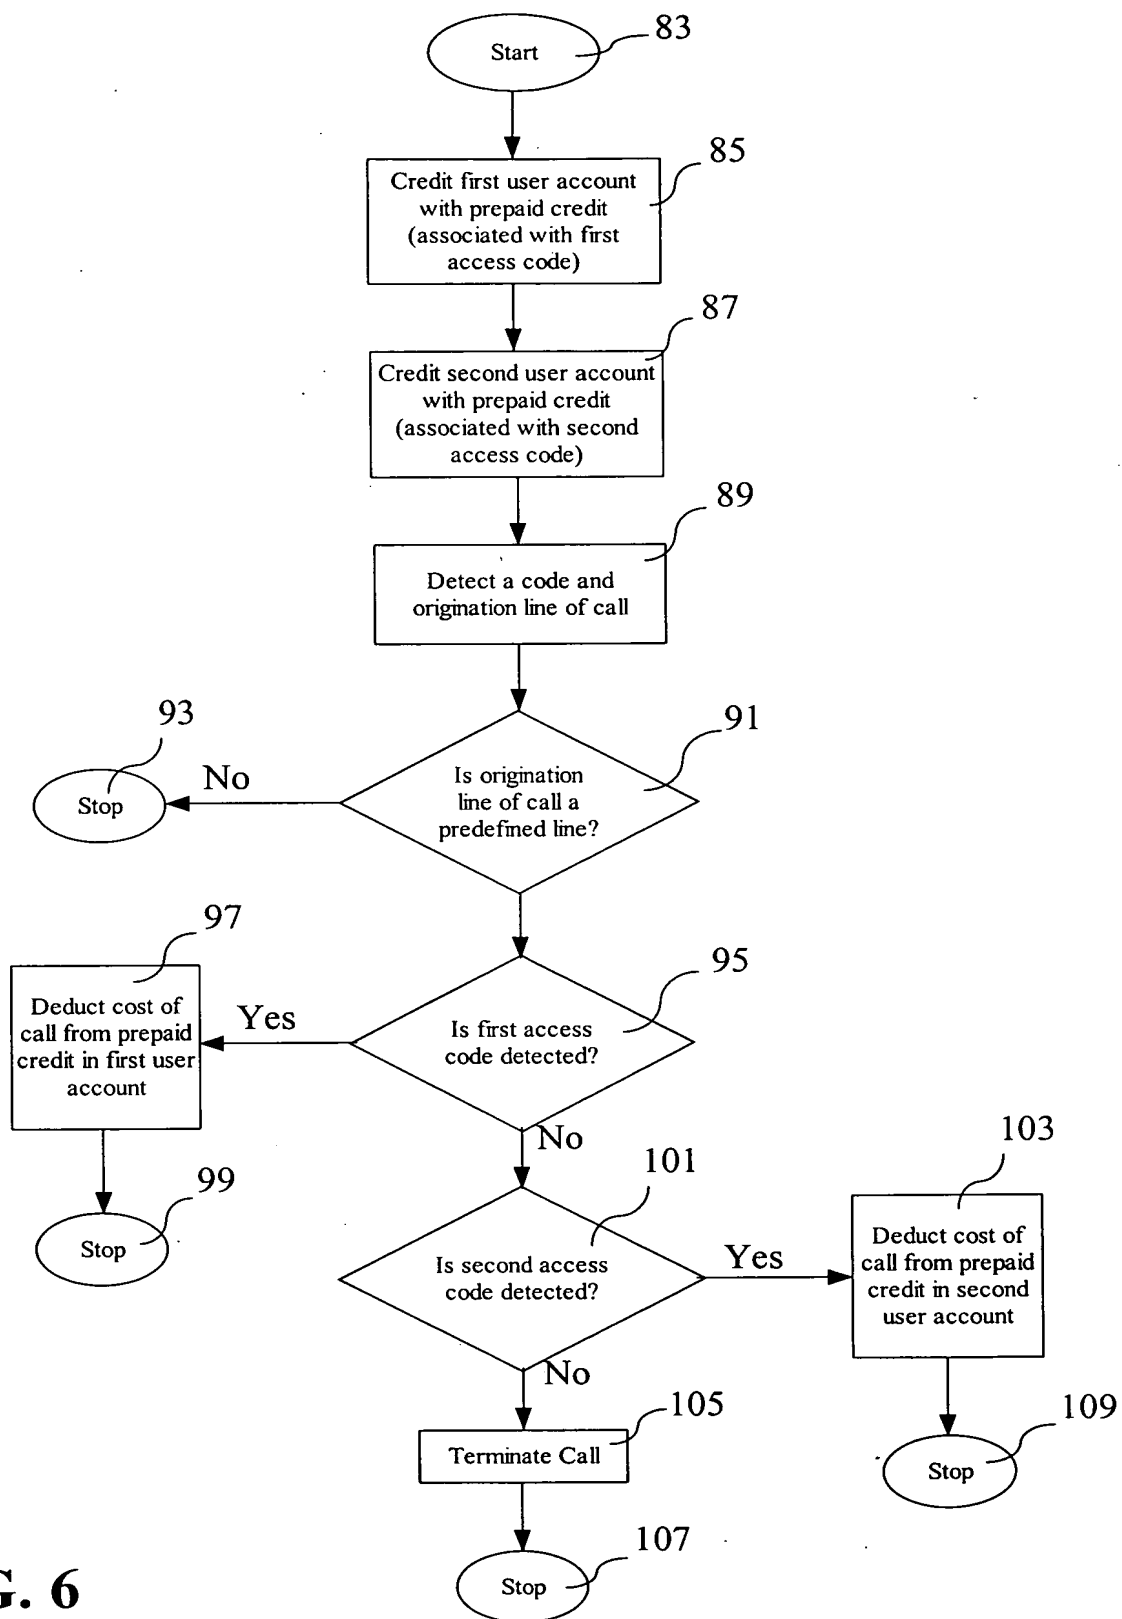 83
Start
85
Credit first user account
with prepaid credit
(associated with first
access code)
87
Credit second user account
with prepaid credit
(associated with second
access code)
89
Detect a code and
origination line of call
91
Is origination
line of call a
predefined line?
93
No
Stop
95
Is first access
code detected?
97
Yes
Deduct cost of
call from prepaid
credit in first user
account
99
Stop
No
101
Is second access
code detected?
Yes
103
Deduct cost of
call from prepaid
credit in second
user account
109
Stop
No
105
Terminate Call
107
Stop
G. 6